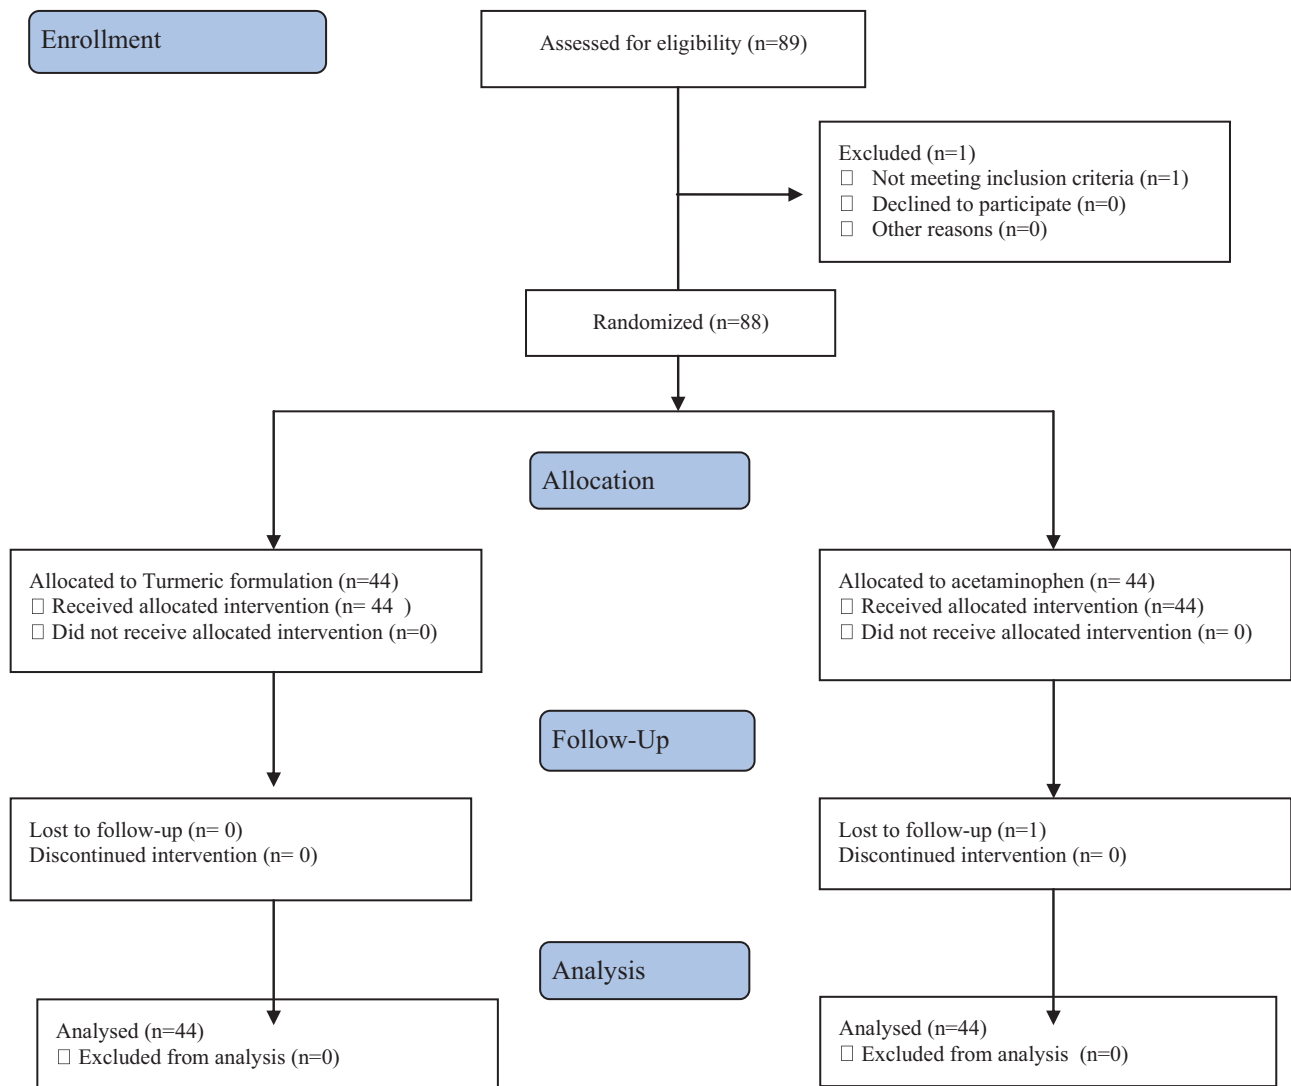 Enrollment
Assessed for eligibility (n=89)
Excluded (n=1)
□ Not meeting inclusion criteria (n=1)
□ Declined to participate (n=0)
□ Other reasons (n=0)
Randomized (n=88)
Allocation
Allocated to Turmeric formulation (n=44)
□ Received allocated intervention (n= 44 )
□ Did not receive allocated intervention (n=0)
Allocated to acetaminophen (n= 44)
□ Received allocated intervention (n=44)
□ Did not receive allocated intervention (n= 0)
Follow-Up
Lost to follow-up (n= 0)
Discontinued intervention (n= 0)
Lost to follow-up (n=1)
Discontinued intervention (n= 0)
Analysis
Analysed (n=44)
□ Excluded from analysis (n=0)
Analysed (n=44)
□ Excluded from analysis (n=0)